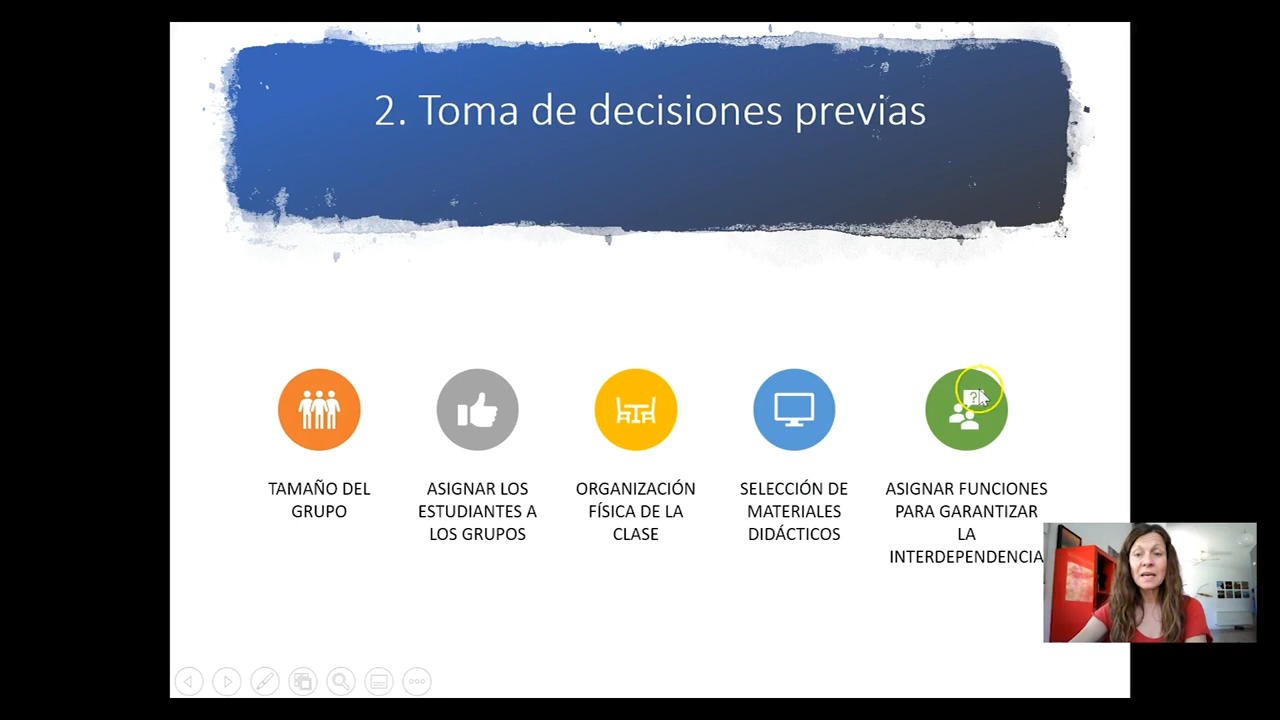 2. Toma de decisiones previas
TAMAÑO DEL
GRUPO
ASIGNAR LOS
ESTUDIANTES A
LOS GRUPOS
ORGANIZACIÓN
FÍSICA DE LA
CLASE
SELECCIÓN DE
MATERIALES
DIDÁCTICOS
ASIGNAR FUNCIONES
PARA GARANTIZAR
LA
INTERDEPENDENCIA